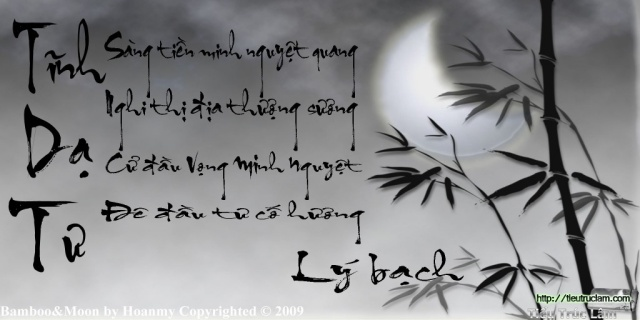 Tĩnh
Dạ
Tư
Sàng tiền minh nguyệt quang
Nghi thị địa thượng sương
Cử đầu vọng minh nguyệt
Đê đầu tư cố hương
Lý bạch
http://tieutruclam.com
Tiểu Trúc Lâm
Bamboo&Moon by Hoanmy Copyrighted © 2009